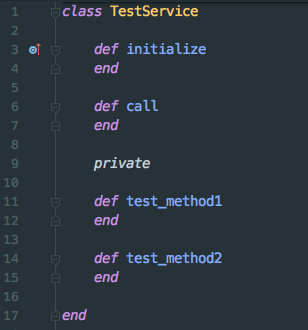 1 class TestService
2
3     def initialize
4     end
5
6     def call
7     end
8
9     private
10
11     def test_method1
12     end
13
14     def test_method2
15     end
16
17 end